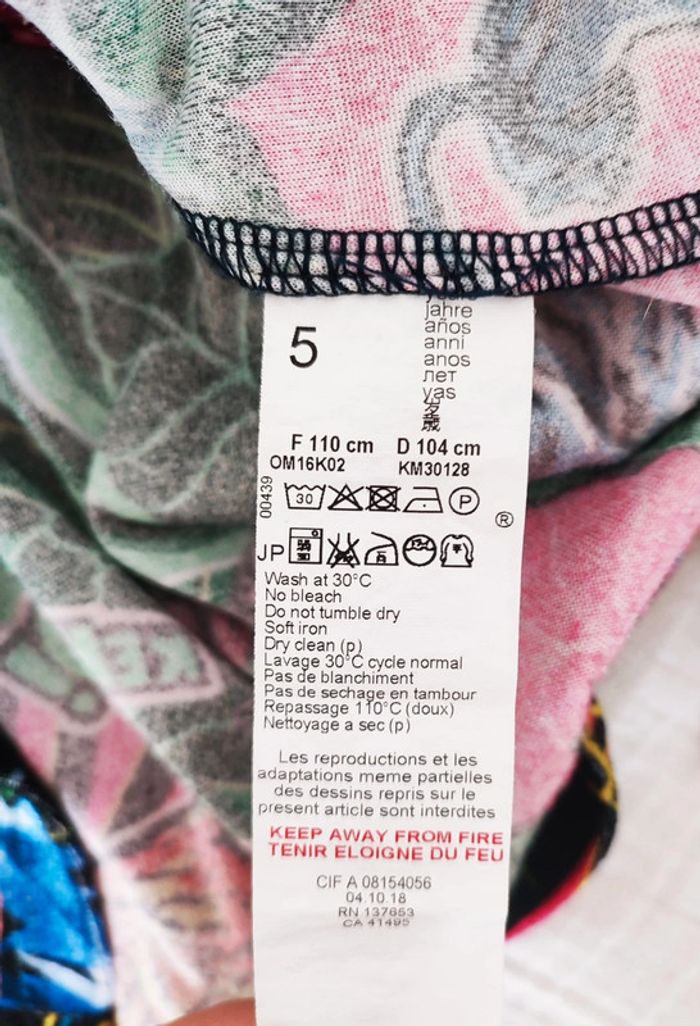 5
jahre
años
anni
anos
лет
yas
歳
F 110 cm D 104 cm
OM16K02 KM30128
00439
30 P
®
JP
Wash at 30°C
No bleach
Do not tumble dry
Soft iron
Dry clean (p)
Lavage 30°C cycle normal
Pas de blanchiment
Pas de sechage en tambour
Repassage 110°C (doux)
Nettoyage a sec (p)
Les reproductions et les
adaptations meme partielles
des dessins repris sur le
present article sont interdites
KEEP AWAY FROM FIRE
TENIR ELOIGNE DU FEU
CIF A 08154056
04.10.18
RN 137653
CA 41495